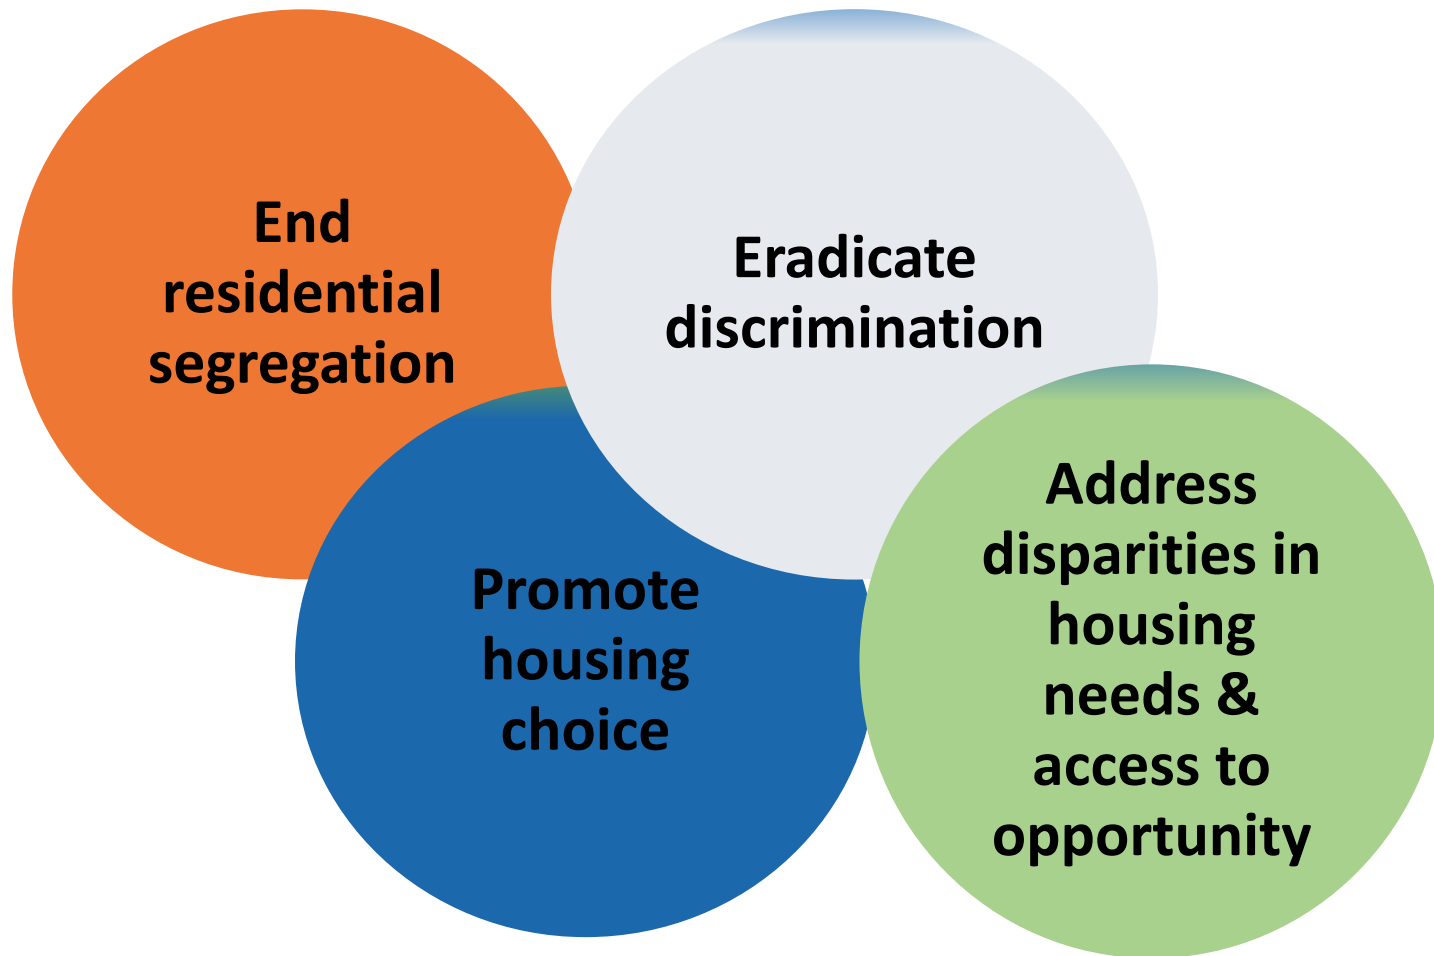 End
residential
segregation
Eradicate
discrimination
Promote
housing
choice
Address
disparities in
housing
needs &
access to
opportunity